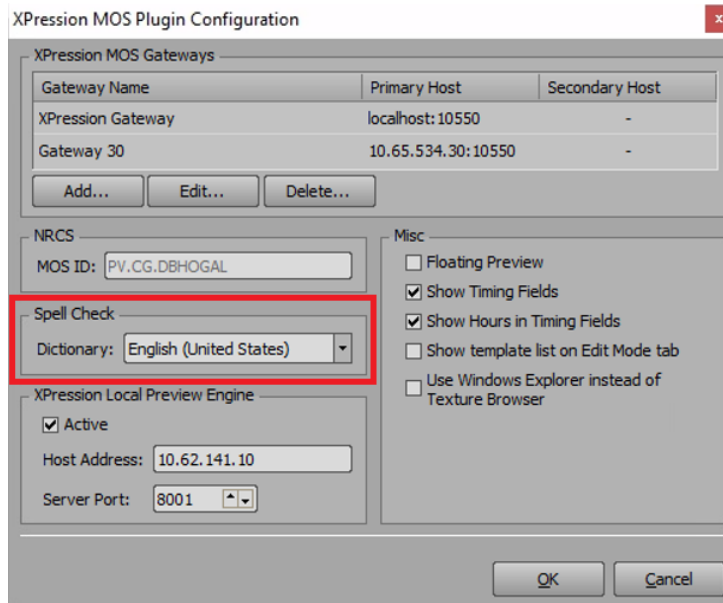 XPression MOS Plugin Configuration
x
XPression MOS Gateways
Gateway Name Primary Host Secondary Host
XPression Gateway localhost:10550 -
Gateway 30 10.65.534.30:10550 -
Add... Edit... Delete...
NRCS
MOS ID: PV.CG.DBHOGAL
Spell Check
Dictionary: English (United States)
XPression Local Preview Engine
Active
Host Address: 10.62.141.10
Server Port: 8001
Misc
Floating Preview
Show Timing Fields
Show Hours in Timing Fields
Show template list on Edit Mode tab
Use Windows Explorer instead of
Texture Browser
OK Cancel